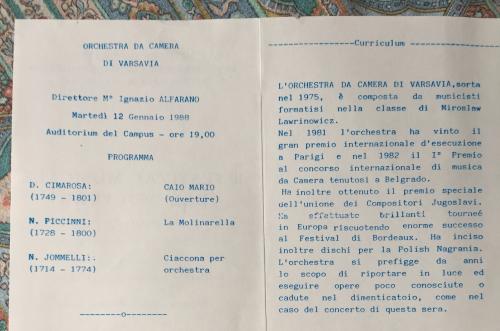 ORCHESTRA DA CAMERA
DI VARSAVIA
Direttore M° Ignazio ALFARANO
Martedì 12 Gennaio 1988
Auditorium del Campus - ore 19,00
PROGRAMMA
D. CIMAROSA: CAIO MARIO
(1749 - 1801) (Ouverture)
N. PICCINNI: La Molinarella
(1728 - 1800)
N. JOMMELLI:. Ciaccona per
(1714 - 1774) orchestra
--------o--------
-----------------Curriculum -----------------
L'ORCHESTRA DA CAMERA DI VARSAVIA,sorta
nel 1975, è composta da musicisti
formatisi nella classe di Miroslaw
Lawrinowicz.
Nel 1981 l'orchestra ha vinto il
gran premio internazionale d'esecuzione
a Parigi e nel 1982 il I° Premio
al concorso internazionale di musica
da Camera tenutosi a Belgrado.
Ha inoltre ottenuto il premio speciale
dell'unione dei Compositori Jugoslavi.
Ha effettuato brillanti tourneé
in Europa riscuotendo enorme successo
al Festival di Bordeaux. Ha inciso
inoltre dischi per la Polish Nagrania.
L'orchestra si prefigge da anni
lo scopo di riportare in luce ed
eseguire opere poco conosciute o
cadute nel dimenticatoio, come nel
caso del concerto di questa sera.